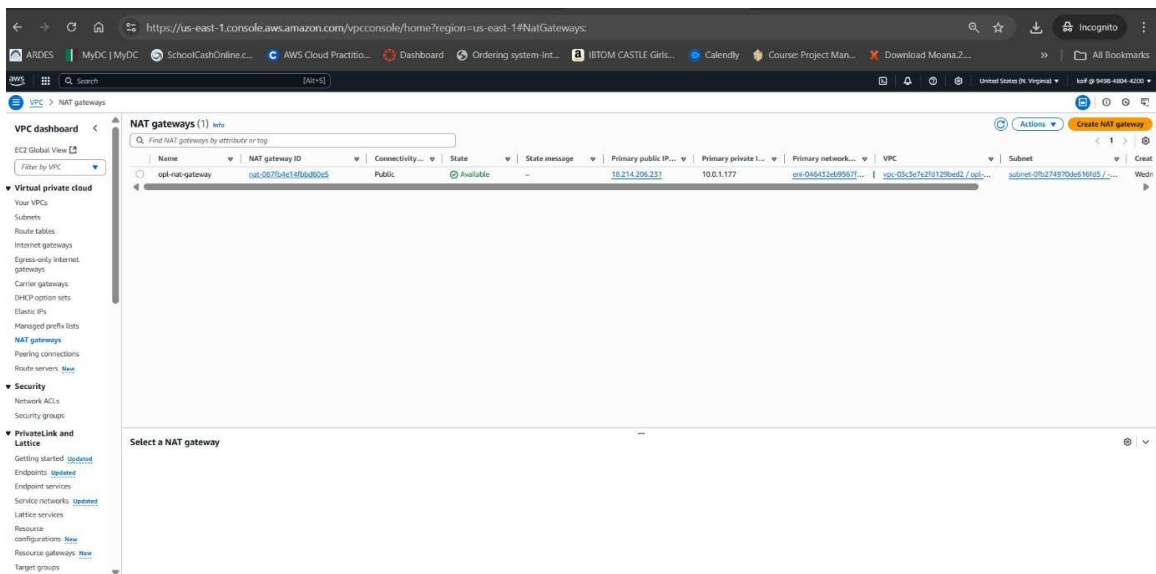 https://us-east-1.console.aws.amazon.com/vpcconsole/home?region=us-east-1#NatGateways:
Incognito
ARDES
MyDC | MyDC
SchoolCashOnline.c...
AWS Cloud Practitio...
Dashboard
Ordering system-Int...
IBTOM CASTLE Girls...
Calendly
Course: Project Man...
Download Moana.2....
All Bookmarks
aws
Search
[Alt+S]
United States (N. Virginia)
VPC > NAT gateways
VPC dashboard
EC2 Global View
Filter by VPC
Virtual private cloud
Your VPCs
Subnets
Route tables
Internet gateways
Egress-only internet
gateways
Carrier gateways
DHCP option sets
Elastic IPs
Managed prefix lists
NAT gateways
Peering connections
Route servers New
Security
Network ACLs
Security groups
PrivateLink and
Lattice
Getting started Updated
Endpoints Updated
Endpoint services
Service networks Updated
Lattice services
Resource
configurations New
Resource gateways New
Target groups
NAT gateways (1) Info
Actions
Create NAT gateway
Find NAT gateways by attribute or tag
1
Name NAT gateway ID Connectivity... State State message Primary public IP... Primary private I... Primary network... VPC Subnet Creat
opl-nat-gateway nat-067fb4e14fbbd60e5 Public Available – 18.214.206.231 10.0.1.177 eni-046432eb9567f... vpc-03c3e7e2fd129bed2 / opl-... subnet-0fb274970de616fd5 / -... Wedn
Select a NAT gateway